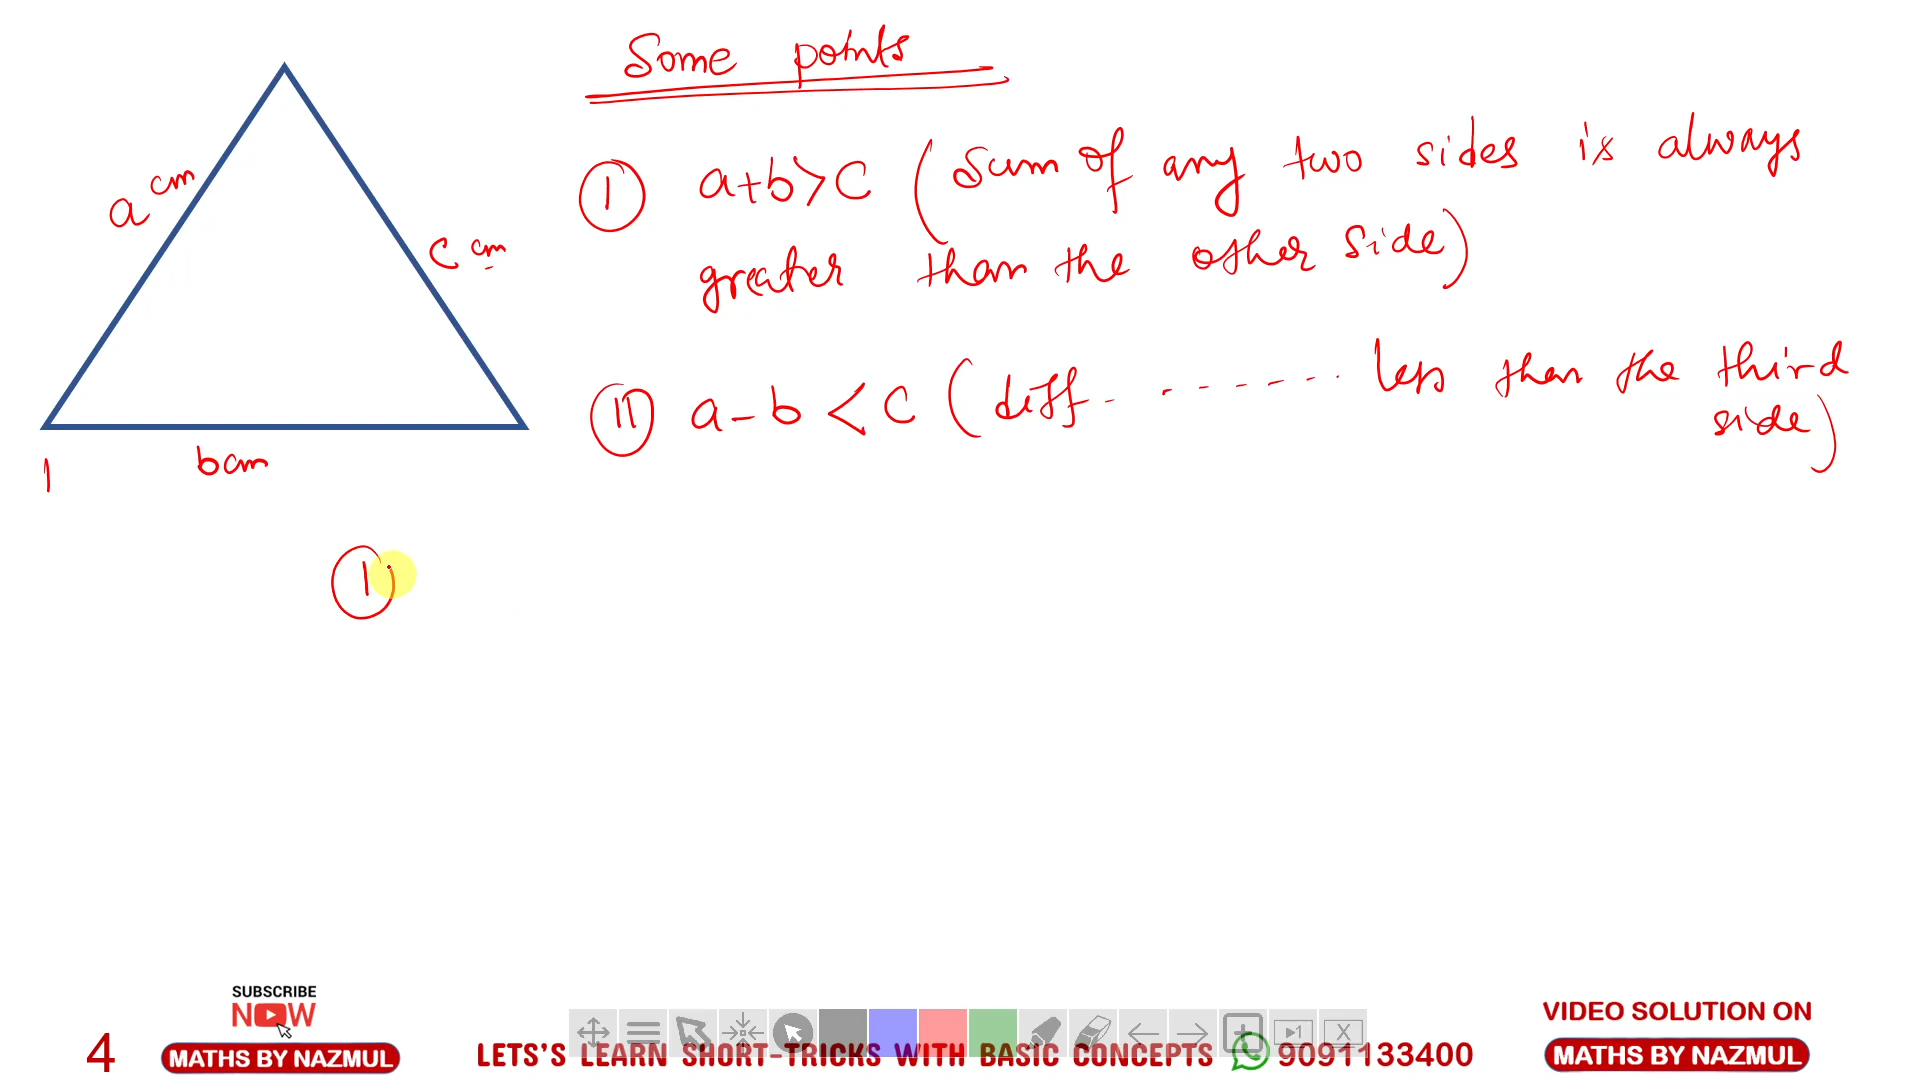 Some points
a cm
c cm
b cm
1
I a+b>c (Sum of any two sides is always
greater than the other side)
II a-b<c (diff. ------- less than the third
side)
I
4
SUBSCRIBE
NOW
MATHS BY NAZMUL
LETS'S LEARN SHORT-TRICKS WITH BASIC CONCEPTS 9091133400
VIDEO SOLUTION ON
MATHS BY NAZMUL